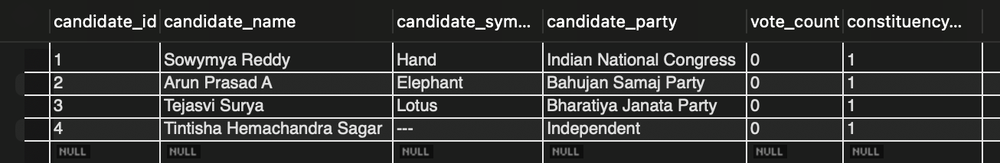 candidate_id candidate_name candidate_sym... candidate_party vote_count constituency...
1 Sowymya Reddy Hand Indian National Congress 0 1
2 Arun Prasad A Elephant Bahujan Samaj Party 0 1
3 Tejasvi Surya Lotus Bharatiya Janata Party 0 1
4 Tintisha Hemachandra Sagar --- Independent 0 1
NULL NULL NULL NULL NULL NULL